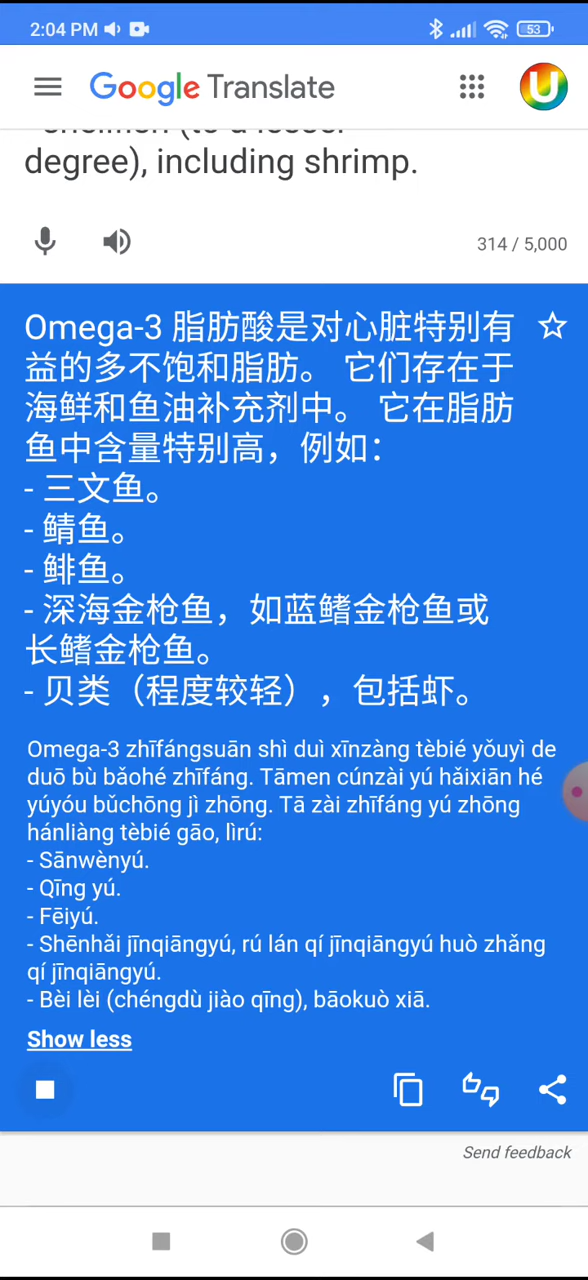 2:04 PM
53
Google Translate
U
degree), including shrimp.
314 / 5,000
Omega-3 脂肪酸是对心脏特别有
益的多不饱和脂肪。 它们存在于
海鲜和鱼油补充剂中。 它在脂肪
鱼中含量特别高，例如：
- 三文鱼。
- 鲭鱼。
- 鲱鱼。
- 深海金枪鱼，如蓝鳍金枪鱼或
长鳍金枪鱼。
- 贝类（程度较轻），包括虾。
Omega-3 zhīfángsuān shì duì xīnzàng tèbié yǒuyì de
duō bù bǎohé zhīfáng. Tāmen cúnzài yú hǎixiān hé
yúyóu bǔchōng jì zhōng. Tā zài zhīfáng yú zhōng
hánliàng tèbié gāo, lìrú:
- Sānwènyú.
- Qīng yú.
- Fēiyú.
- Shēnhǎi jīnqiāngyú, rú lán qí jīnqiāngyú huò zhǎng
qí jīnqiāngyú.
- Bèi lèi (chéngdù jiào qīng), bāokuò xiā.
Show less
Send feedback